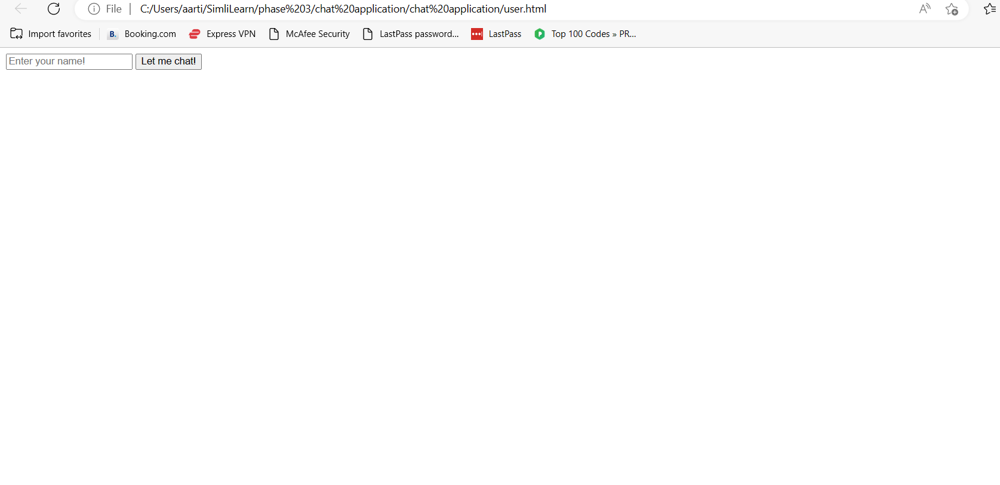 File | C:/Users/aarti/SimliLearn/phase%203/chat%20application/chat%20application/user.html
Import favorites B. Booking.com Express VPN McAfee Security LastPass password... LastPass Top 100 Codes » PR...
Enter your name! Let me chat!